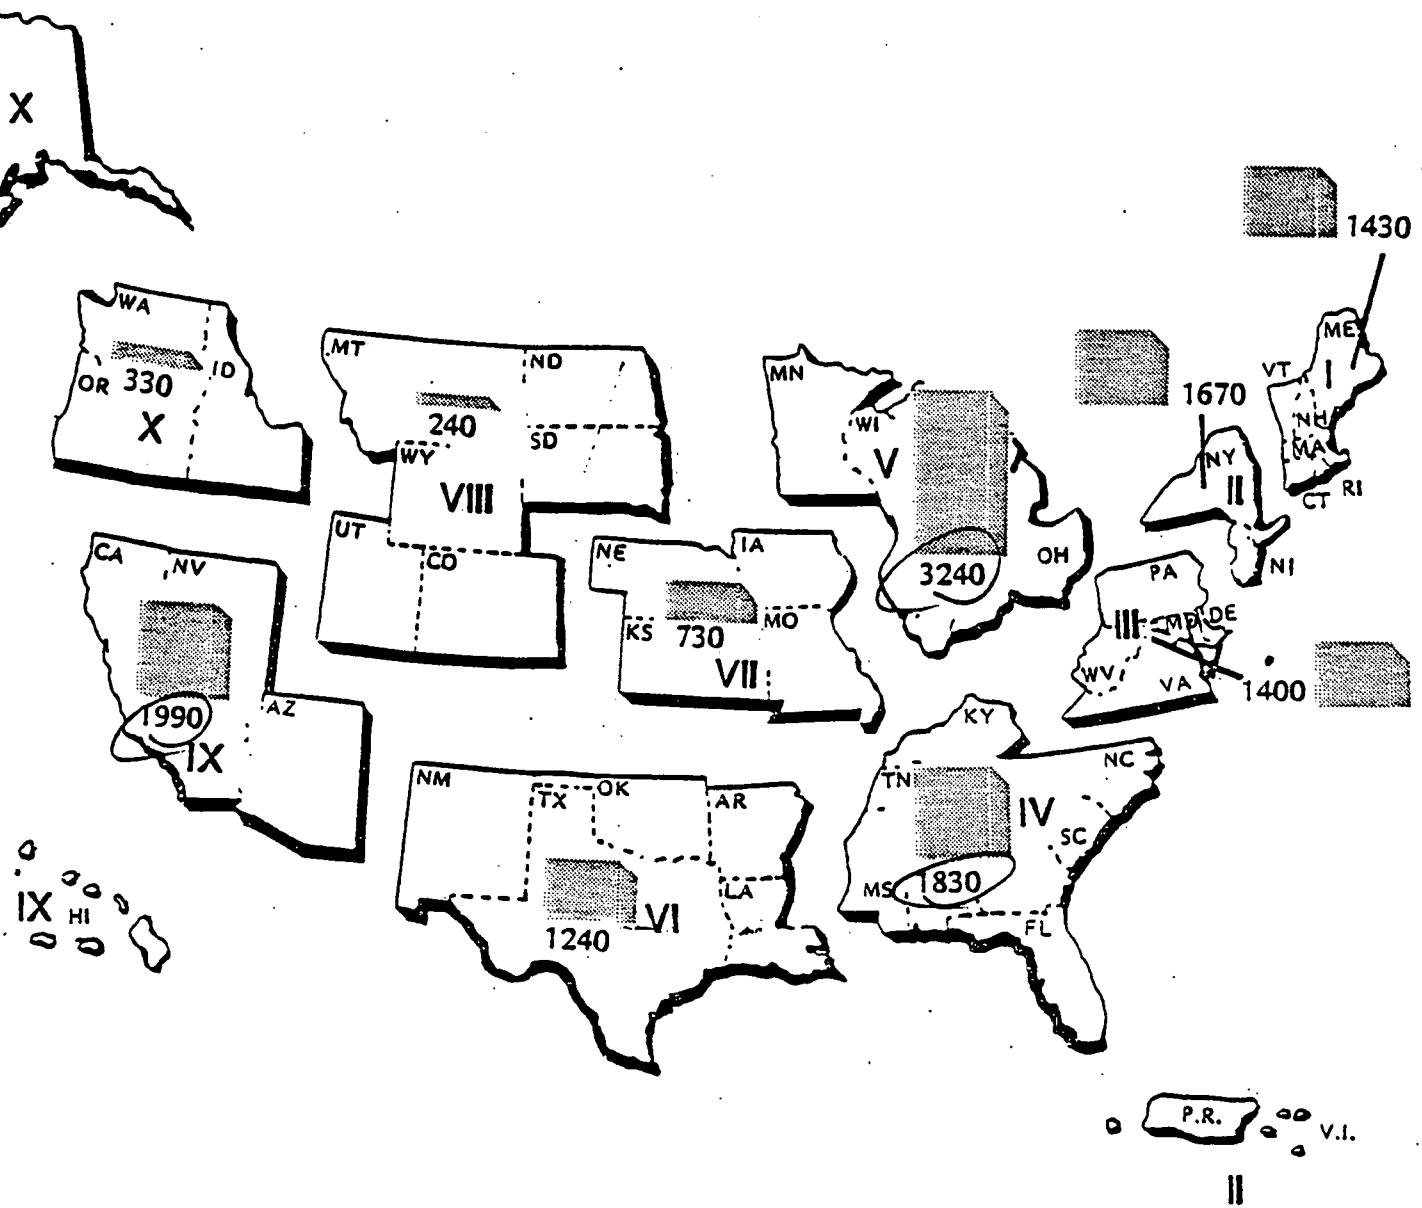 X
1430
WA
ID
OR
330
X
MT
ND
240
SD
WY
VIII
UT
CO
MN
WI
V
3240
OH
1670
NY
II
ME
I
VT
NH
MA
CT
RI
NJ
CA
NV
1990
IX
AZ
NE
IA
KS
730
MO
VII
PA
III
MD
DE
WV
VA
1400
KY
TN
NC
IV
SC
MS
1830
FL
NM
TX
OK
AR
LA
1240
VI
IX
HI
P.R.
V.I.
II